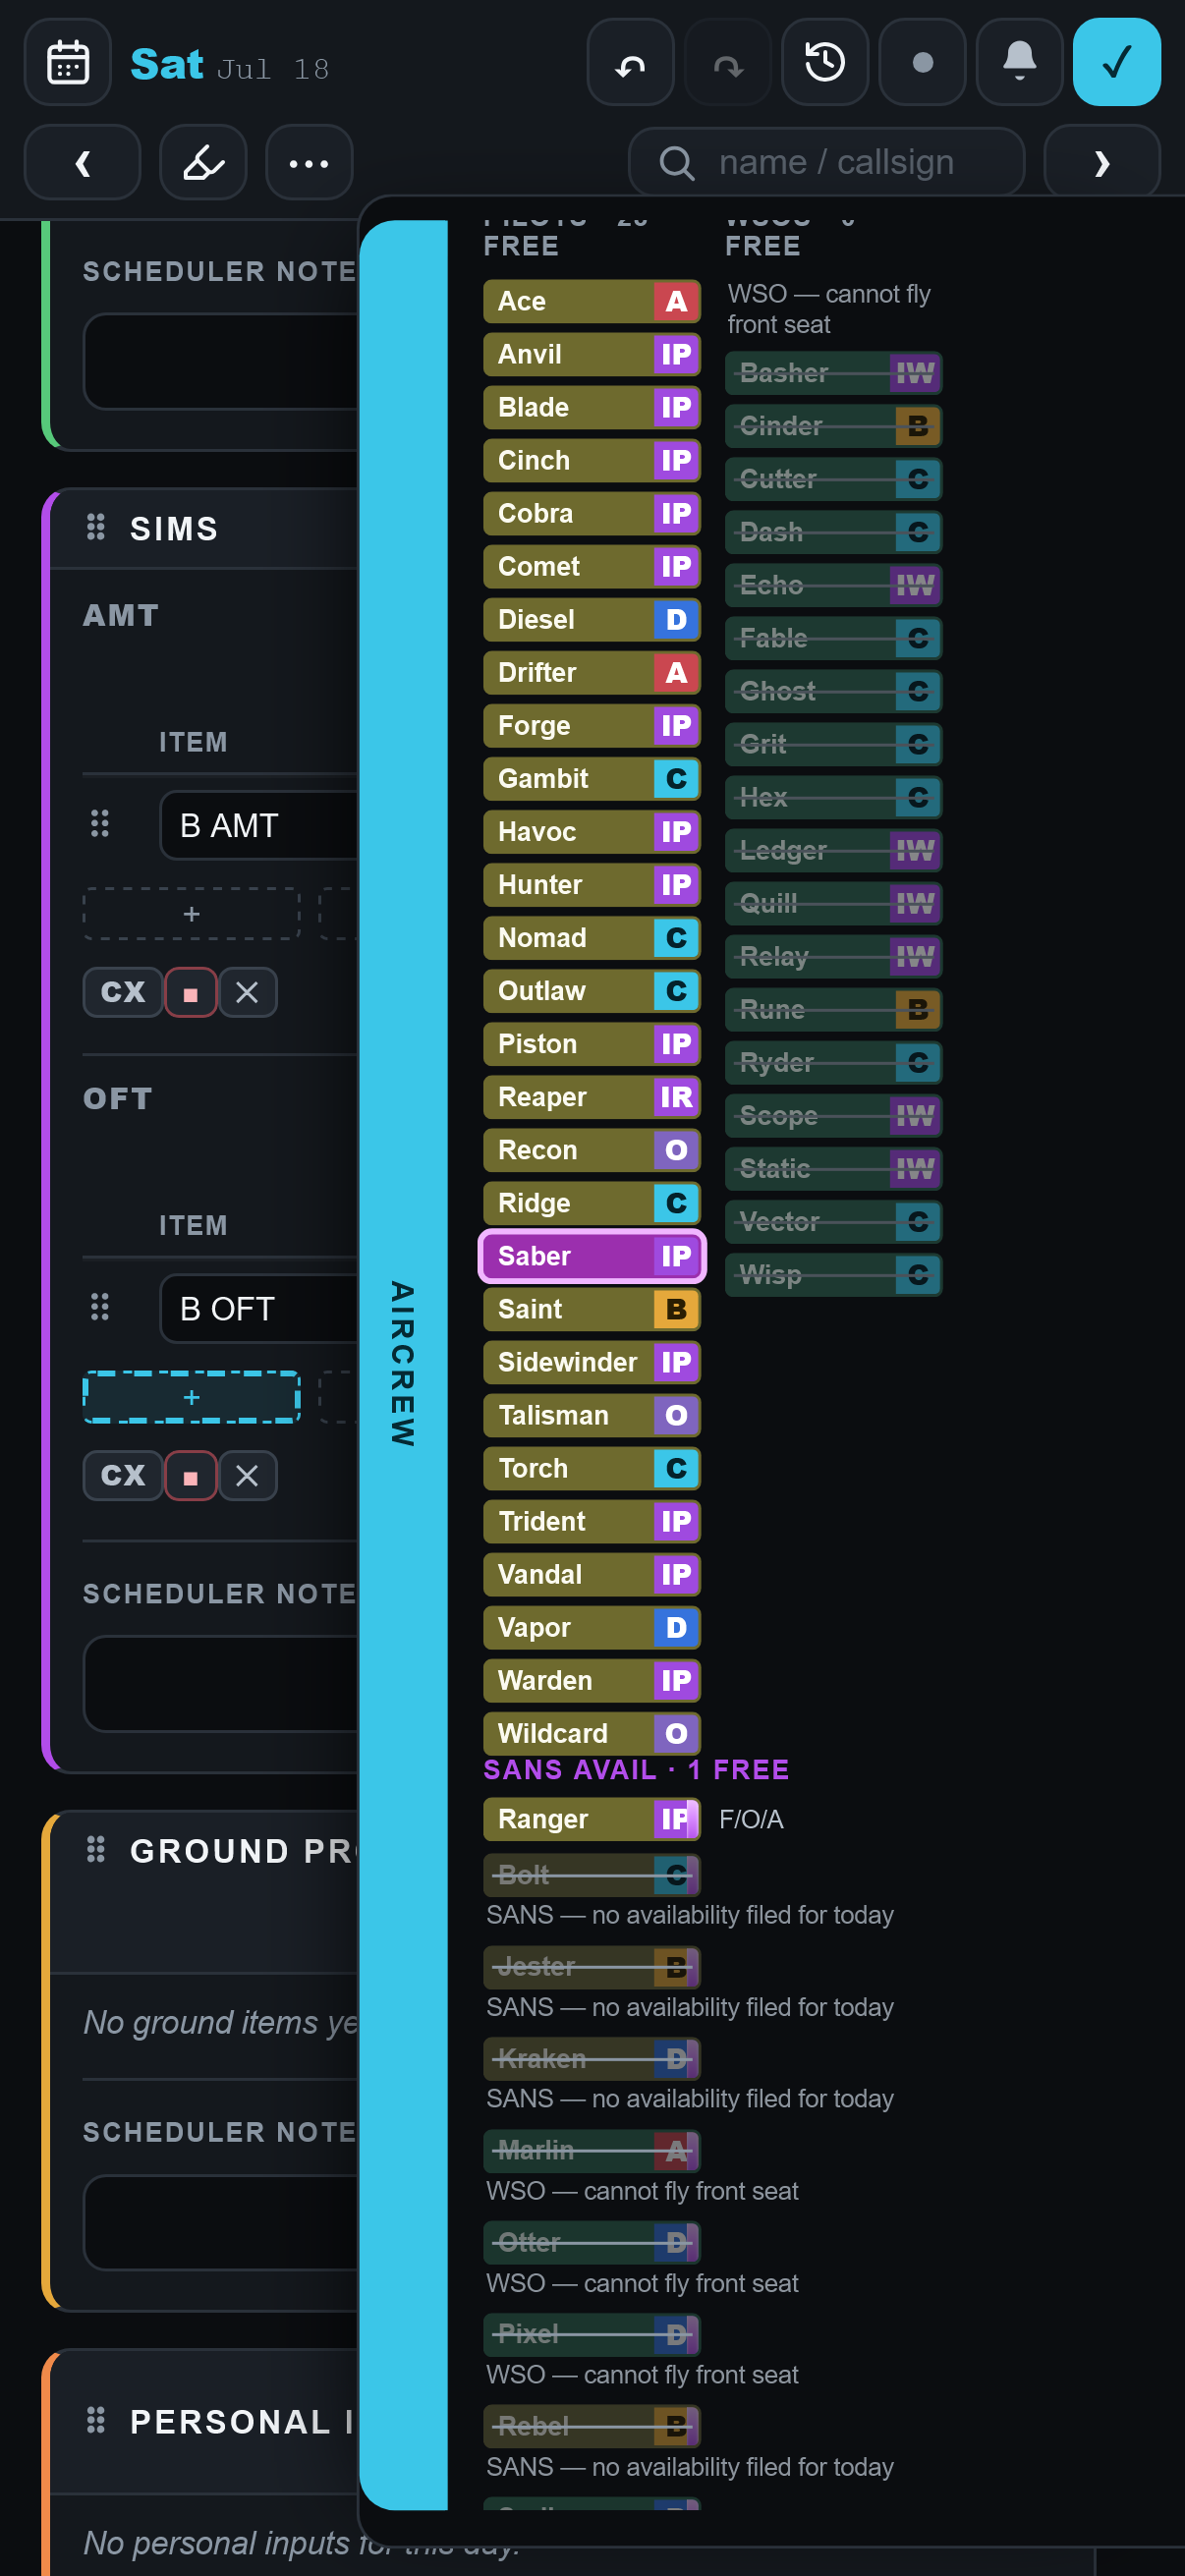 Sat Jul 18
name / callsign
SCHEDULER NOTE
SIMS
AMT
ITEM
B AMT
+
CX
OFT
ITEM
B OFT
+
CX
SCHEDULER NOTE
GROUND PR
No ground items ye
SCHEDULER NOTE
PERSONAL I
No personal inputs for this day.
AIRCREW
FREE
Ace A
Anvil IP
Blade IP
Cinch IP
Cobra IP
Comet IP
Diesel D
Drifter A
Forge IP
Gambit C
Havoc IP
Hunter IP
Nomad C
Outlaw C
Piston IP
Reaper IR
Recon O
Ridge C
Saber IP
Saint B
Sidewinder IP
Talisman O
Torch C
Trident IP
Vandal IP
Vapor D
Warden IP
Wildcard O
FREE
WSO — cannot fly
front seat
Basher IW
Cinder B
Cutter C
Dash C
Echo IW
Fable C
Ghost C
Grit C
Hex C
Ledger IW
Quill IW
Relay IW
Rune B
Ryder C
Scope IW
Static IW
Vector C
Wisp C
SANS AVAIL · 1 FREE
Ranger IP F/O/A
Bolt C
SANS — no availability filed for today
Jester B
SANS — no availability filed for today
Kraken D
SANS — no availability filed for today
Marlin A
WSO — cannot fly front seat
Otter D
WSO — cannot fly front seat
Pixel D
WSO — cannot fly front seat
Rebel B
SANS — no availability filed for today